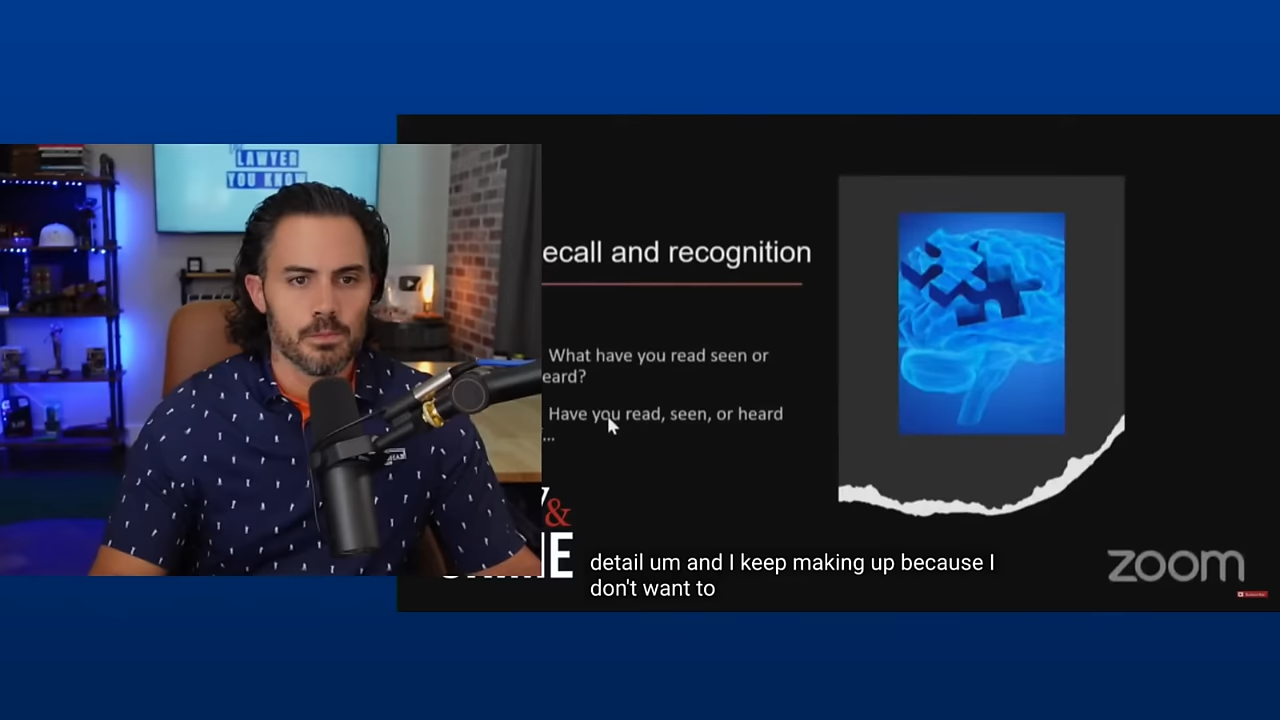 LAWYER
YOU KNOW
ecall and recognition
What have you read seen or
eard?
Have you read, seen, or heard
...
&
E
detail um and I keep making up because I
don't want to
zoom
Subscribe